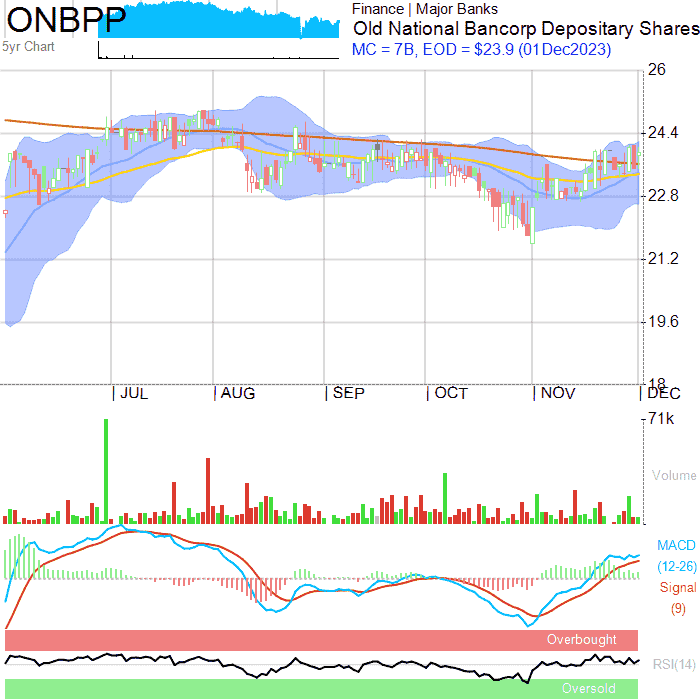 ONBPP
5yr Chart
Finance | Major Banks
Old National Bancorp Depositary Shares
MC = 7B, EOD = $23.9 (01Dec2023)
26
24.4
22.8
21.2
19.6
18
JUL AUG SEP OCT NOV DEC
71k
Volume
MACD
(12-26)
Signal
(9)
Overbought
RSI(14)
Oversold